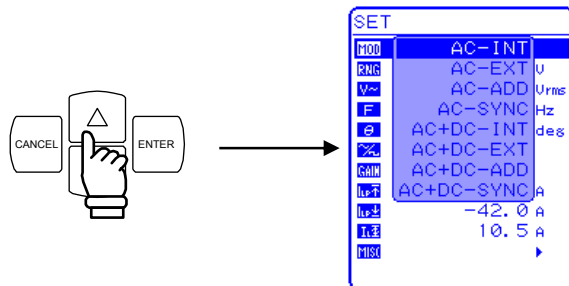 CANCEL
ENTER
SET
MOD AC-INT
RNG AC-EXT V
V~ AC-ADD Vrms
F AC-SYNC Hz
θ AC+DC-INT deg
AC+DC-EXT
GAIN AC+DC-ADD
AC+DC-SYNC A
-42.0 A
10.5 A
MISC